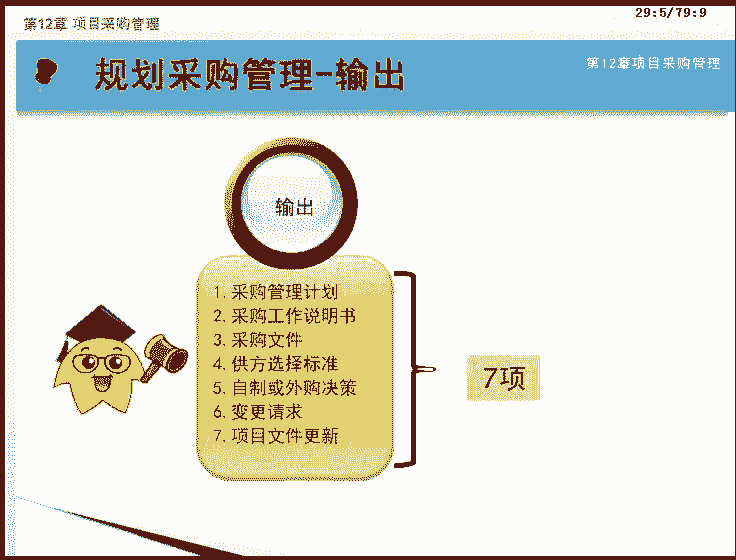 29:5/79:9
第12章 项目采购管理
规划采购管理-输出
第12章项目采购管理
输出
1.采购管理计划
2.采购工作说明书
3.采购文件
4.供方选择标准
5.自制或外购决策
6.变更请求
7.项目文件更新
7项